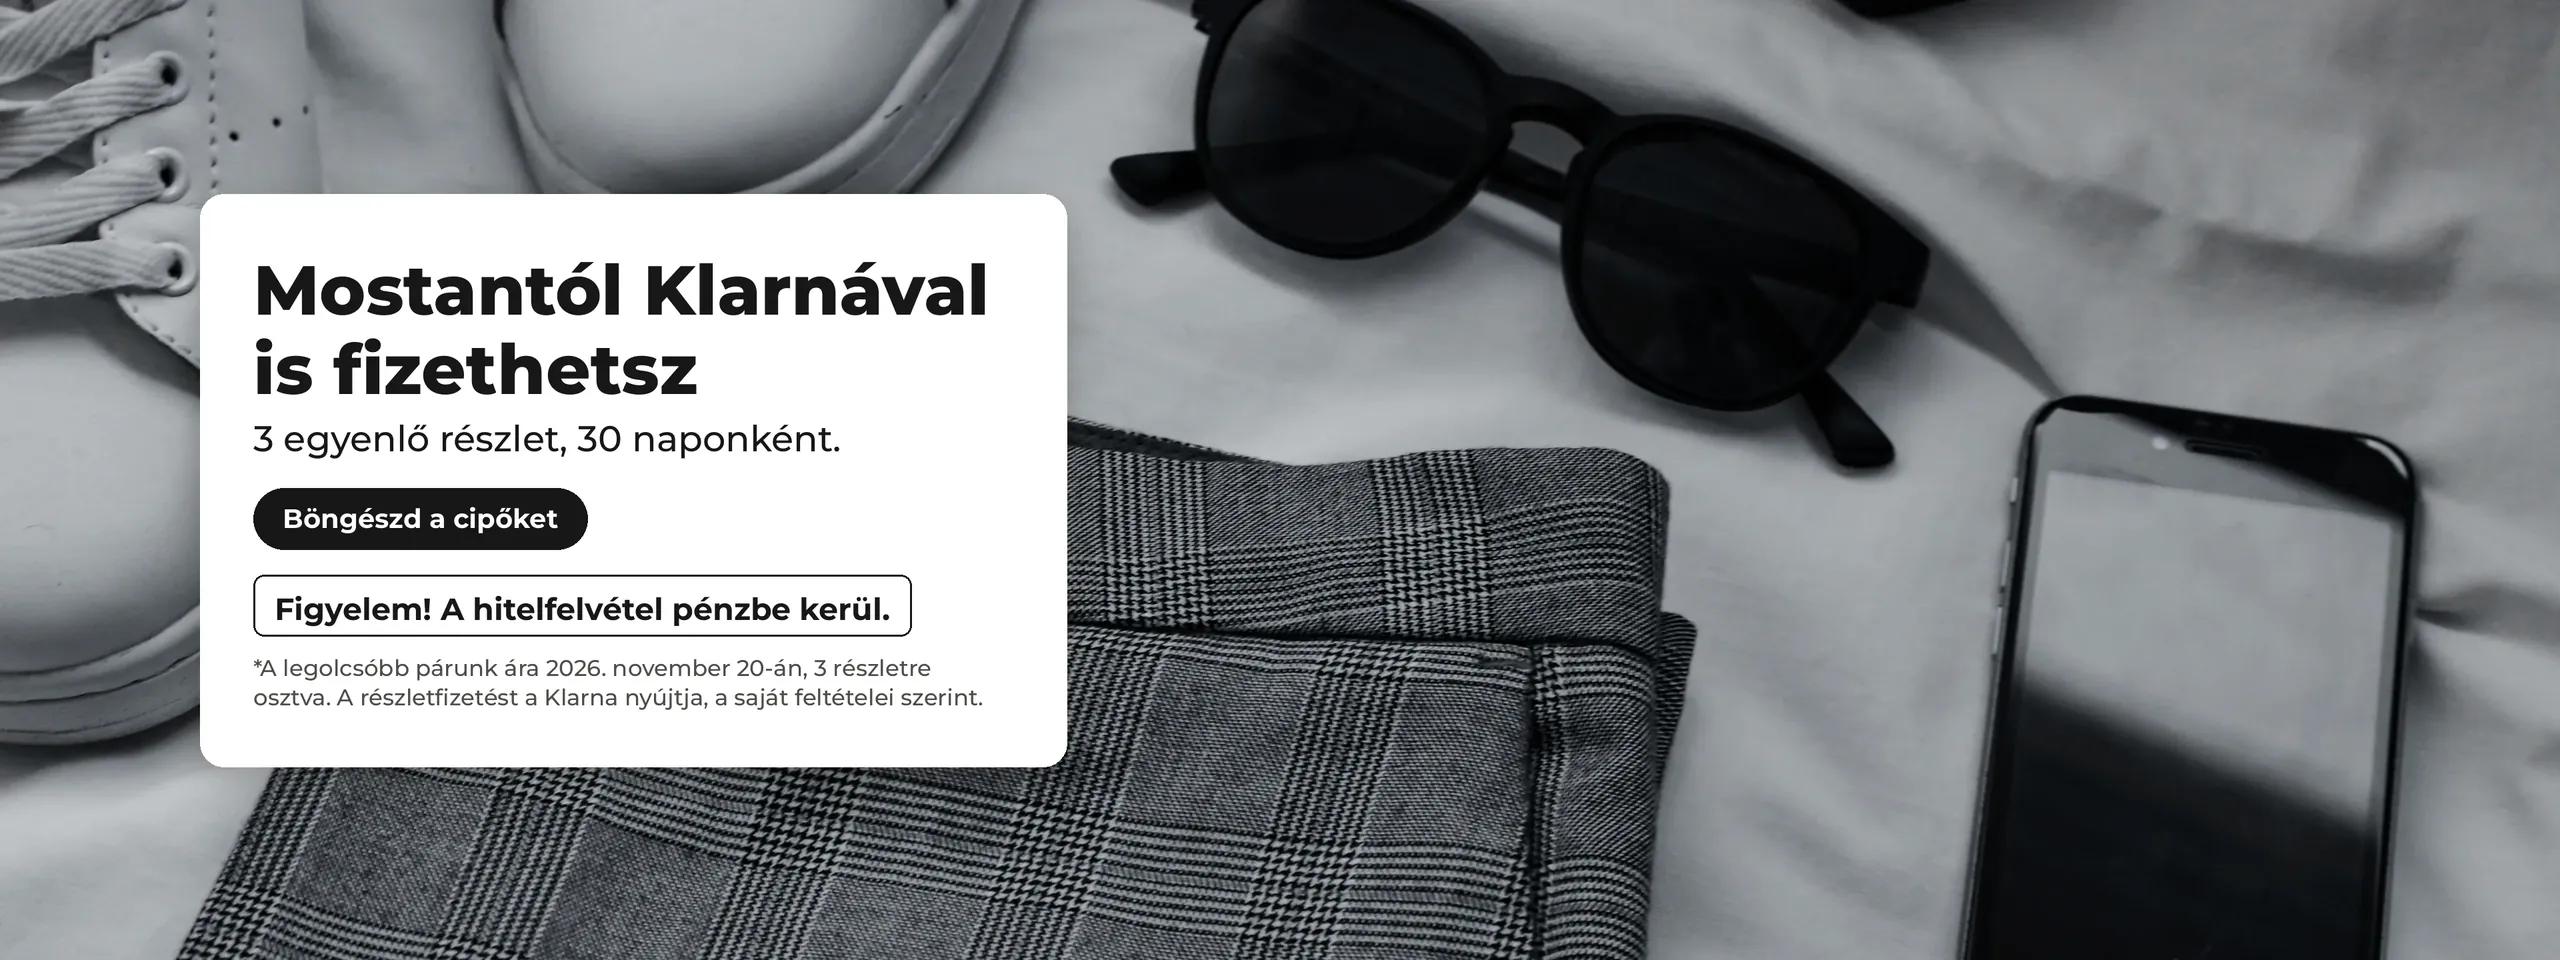 Mostantól Klarnával
is fizethetsz
3 egyenlő részlet, 30 naponként.
Böngészd a cipőket
Figyelem! A hitelfelvétel pénzbe kerül.
*A legolcsóbb párunk ára 2026. november 20-án, 3 részletre
osztva. A részletfizetést a Klarna nyújtja, a saját feltételei szerint.